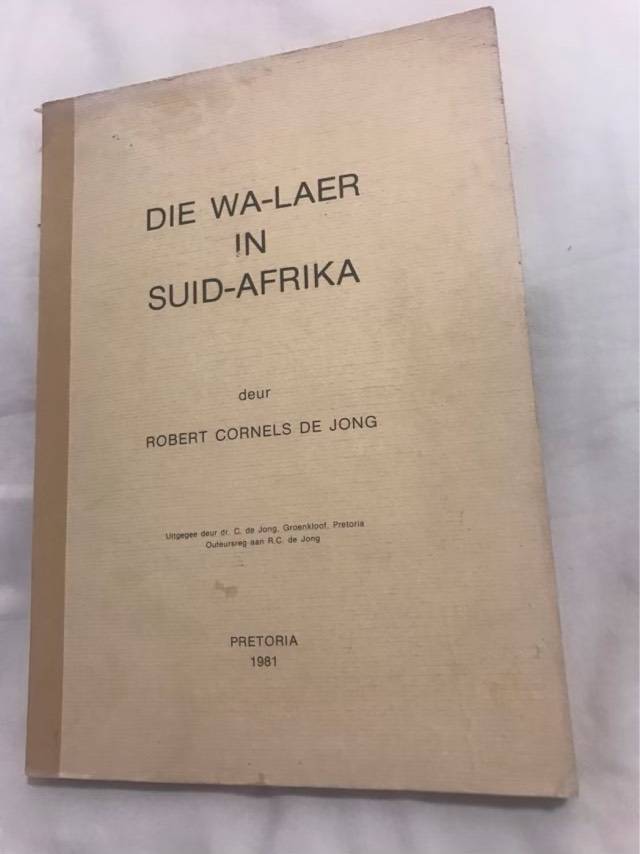 DIE WA-LAER
IN
SUID-AFRIKA
deur
ROBERT CORNELS DE JONG
Uitgegee deur dr. C. de Jong, Groenkloof, Pretoria
Outeursreg aan R.C. de Jong
PRETORIA
1981